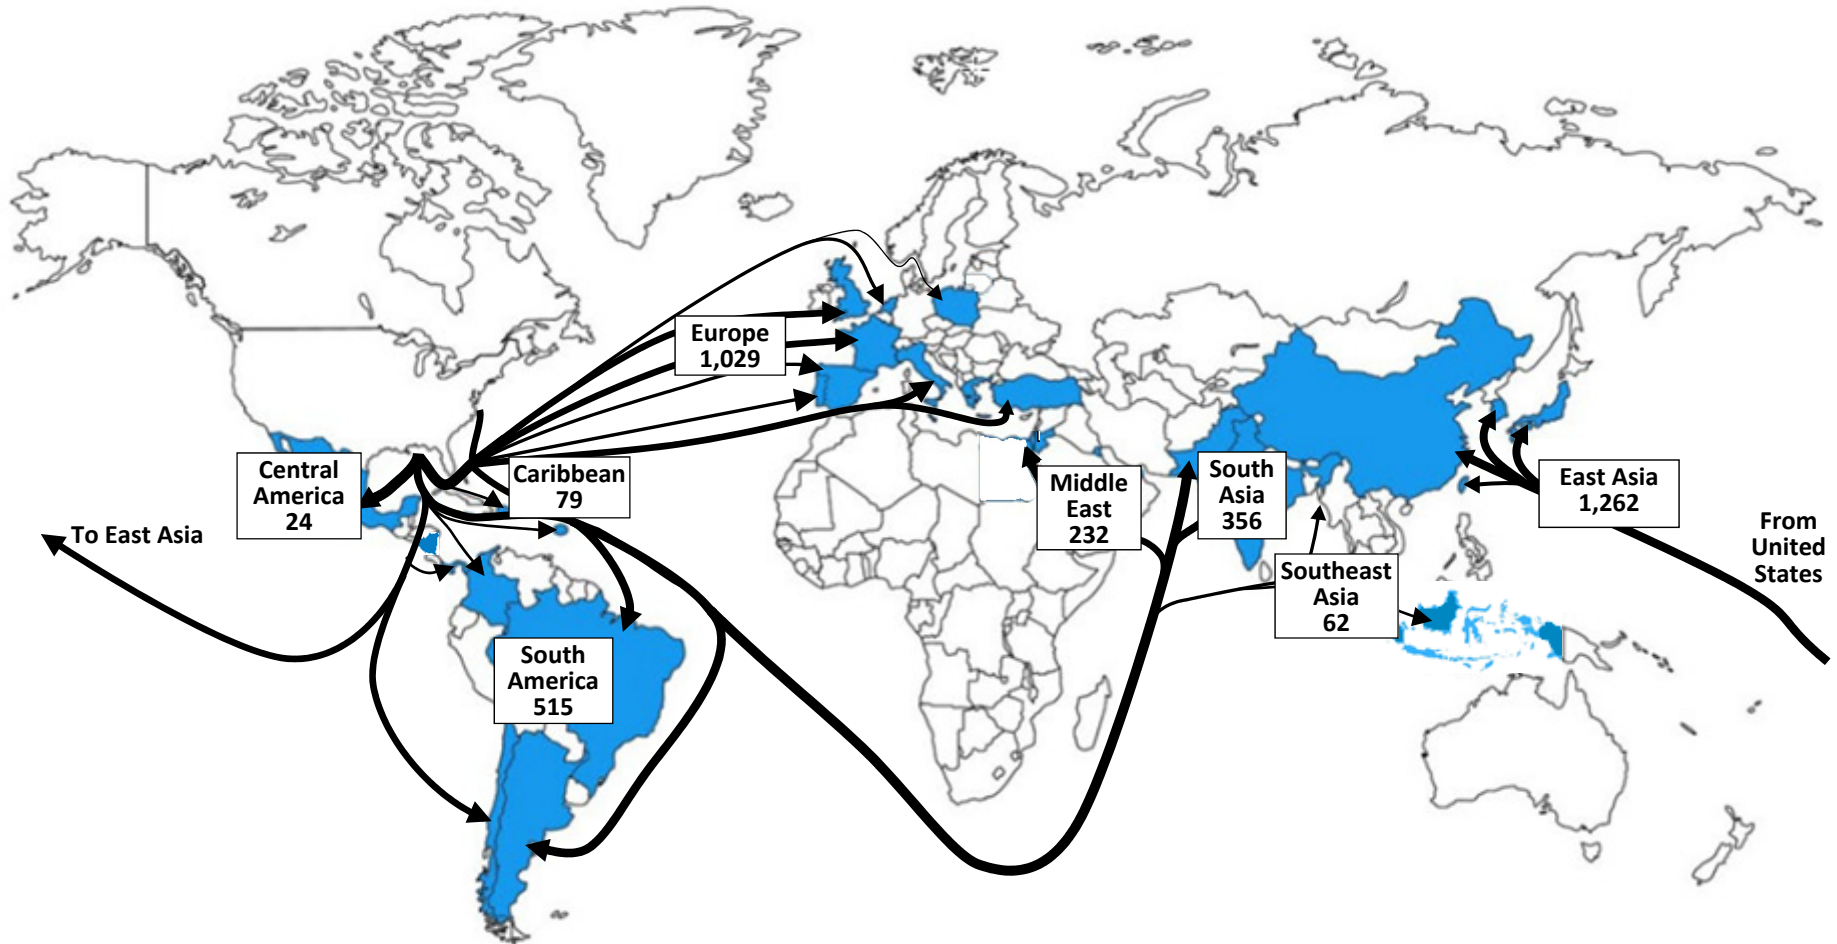 Europe
1,029
Central
America
24
Caribbean
79
To East Asia
Middle
East
232
South
Asia
356
East Asia
1,262
From
United
States
Southeast
Asia
62
South
America
515